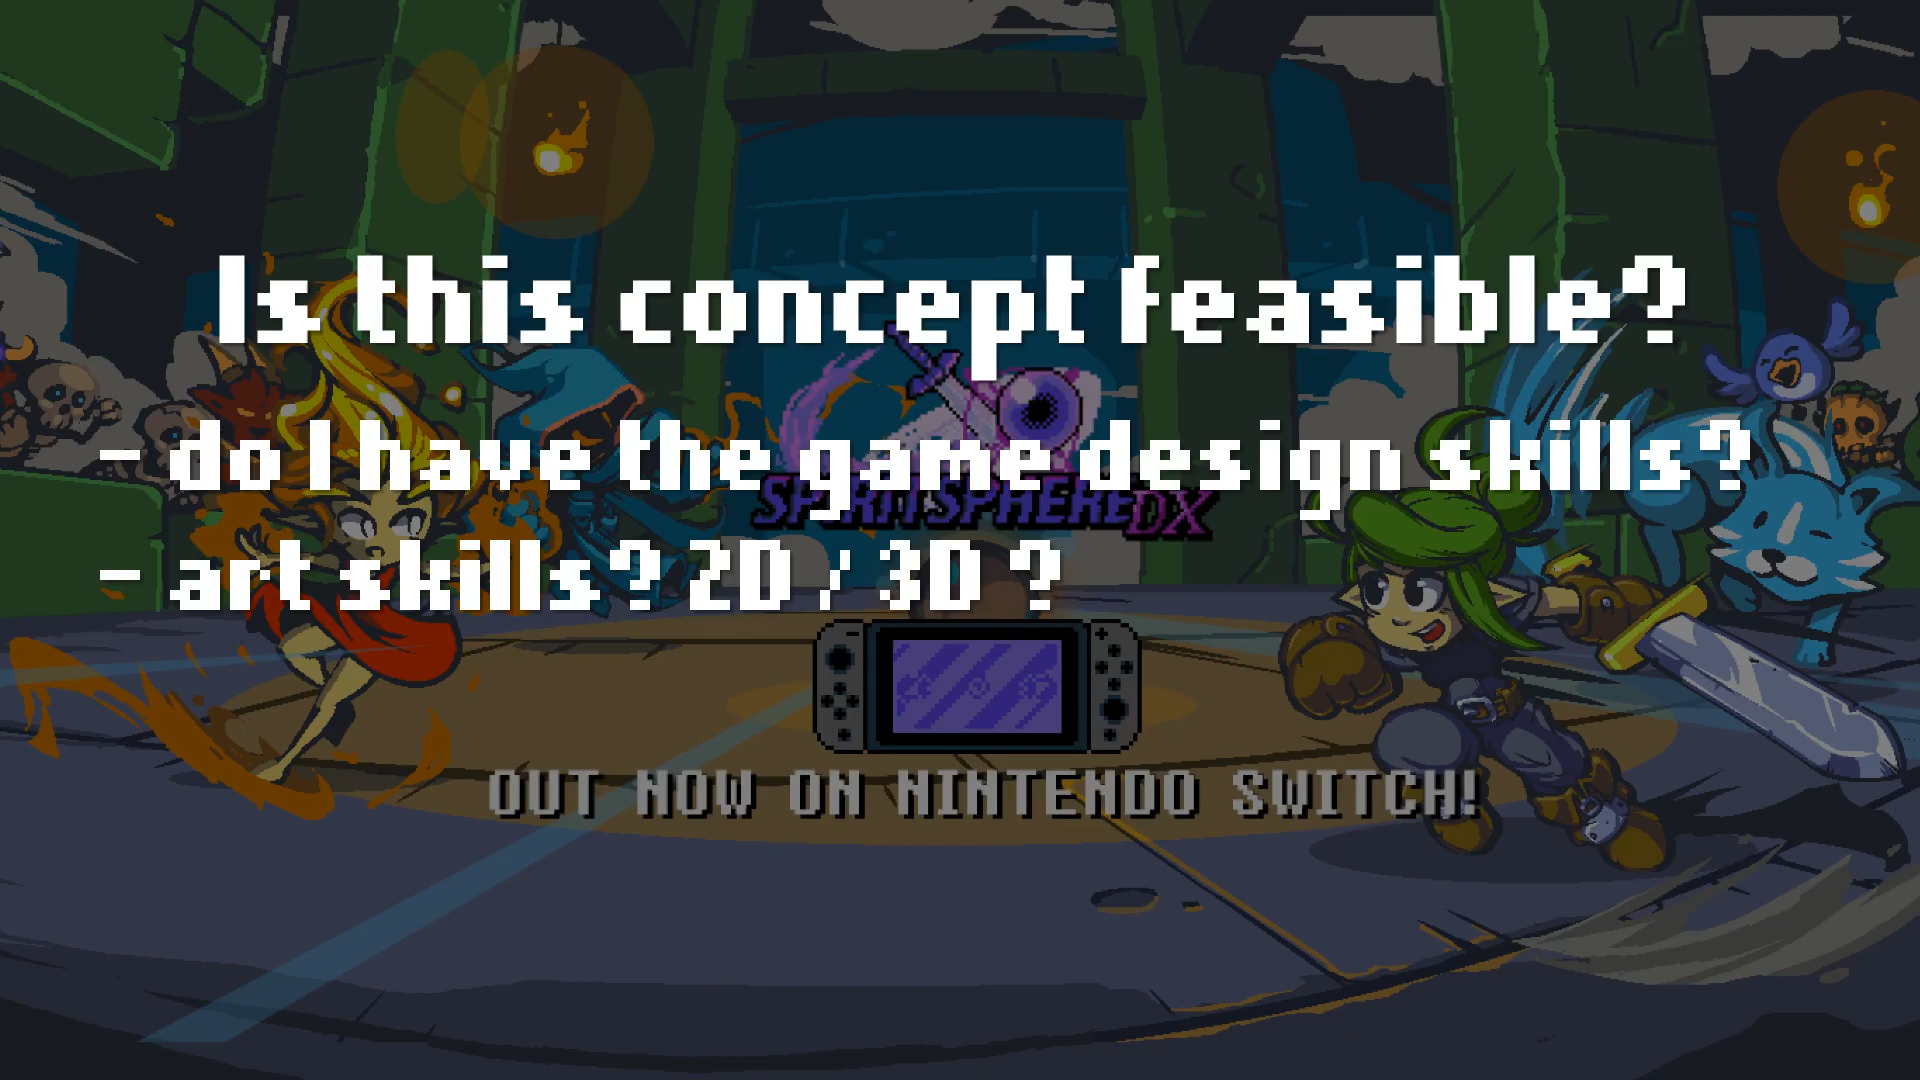 Is this concept feasible?
- do I have the game design skills?
SPIRITSPHERE DX
- art skills? 2D / 3D ?
OUT NOW ON NINTENDO SWITCH!